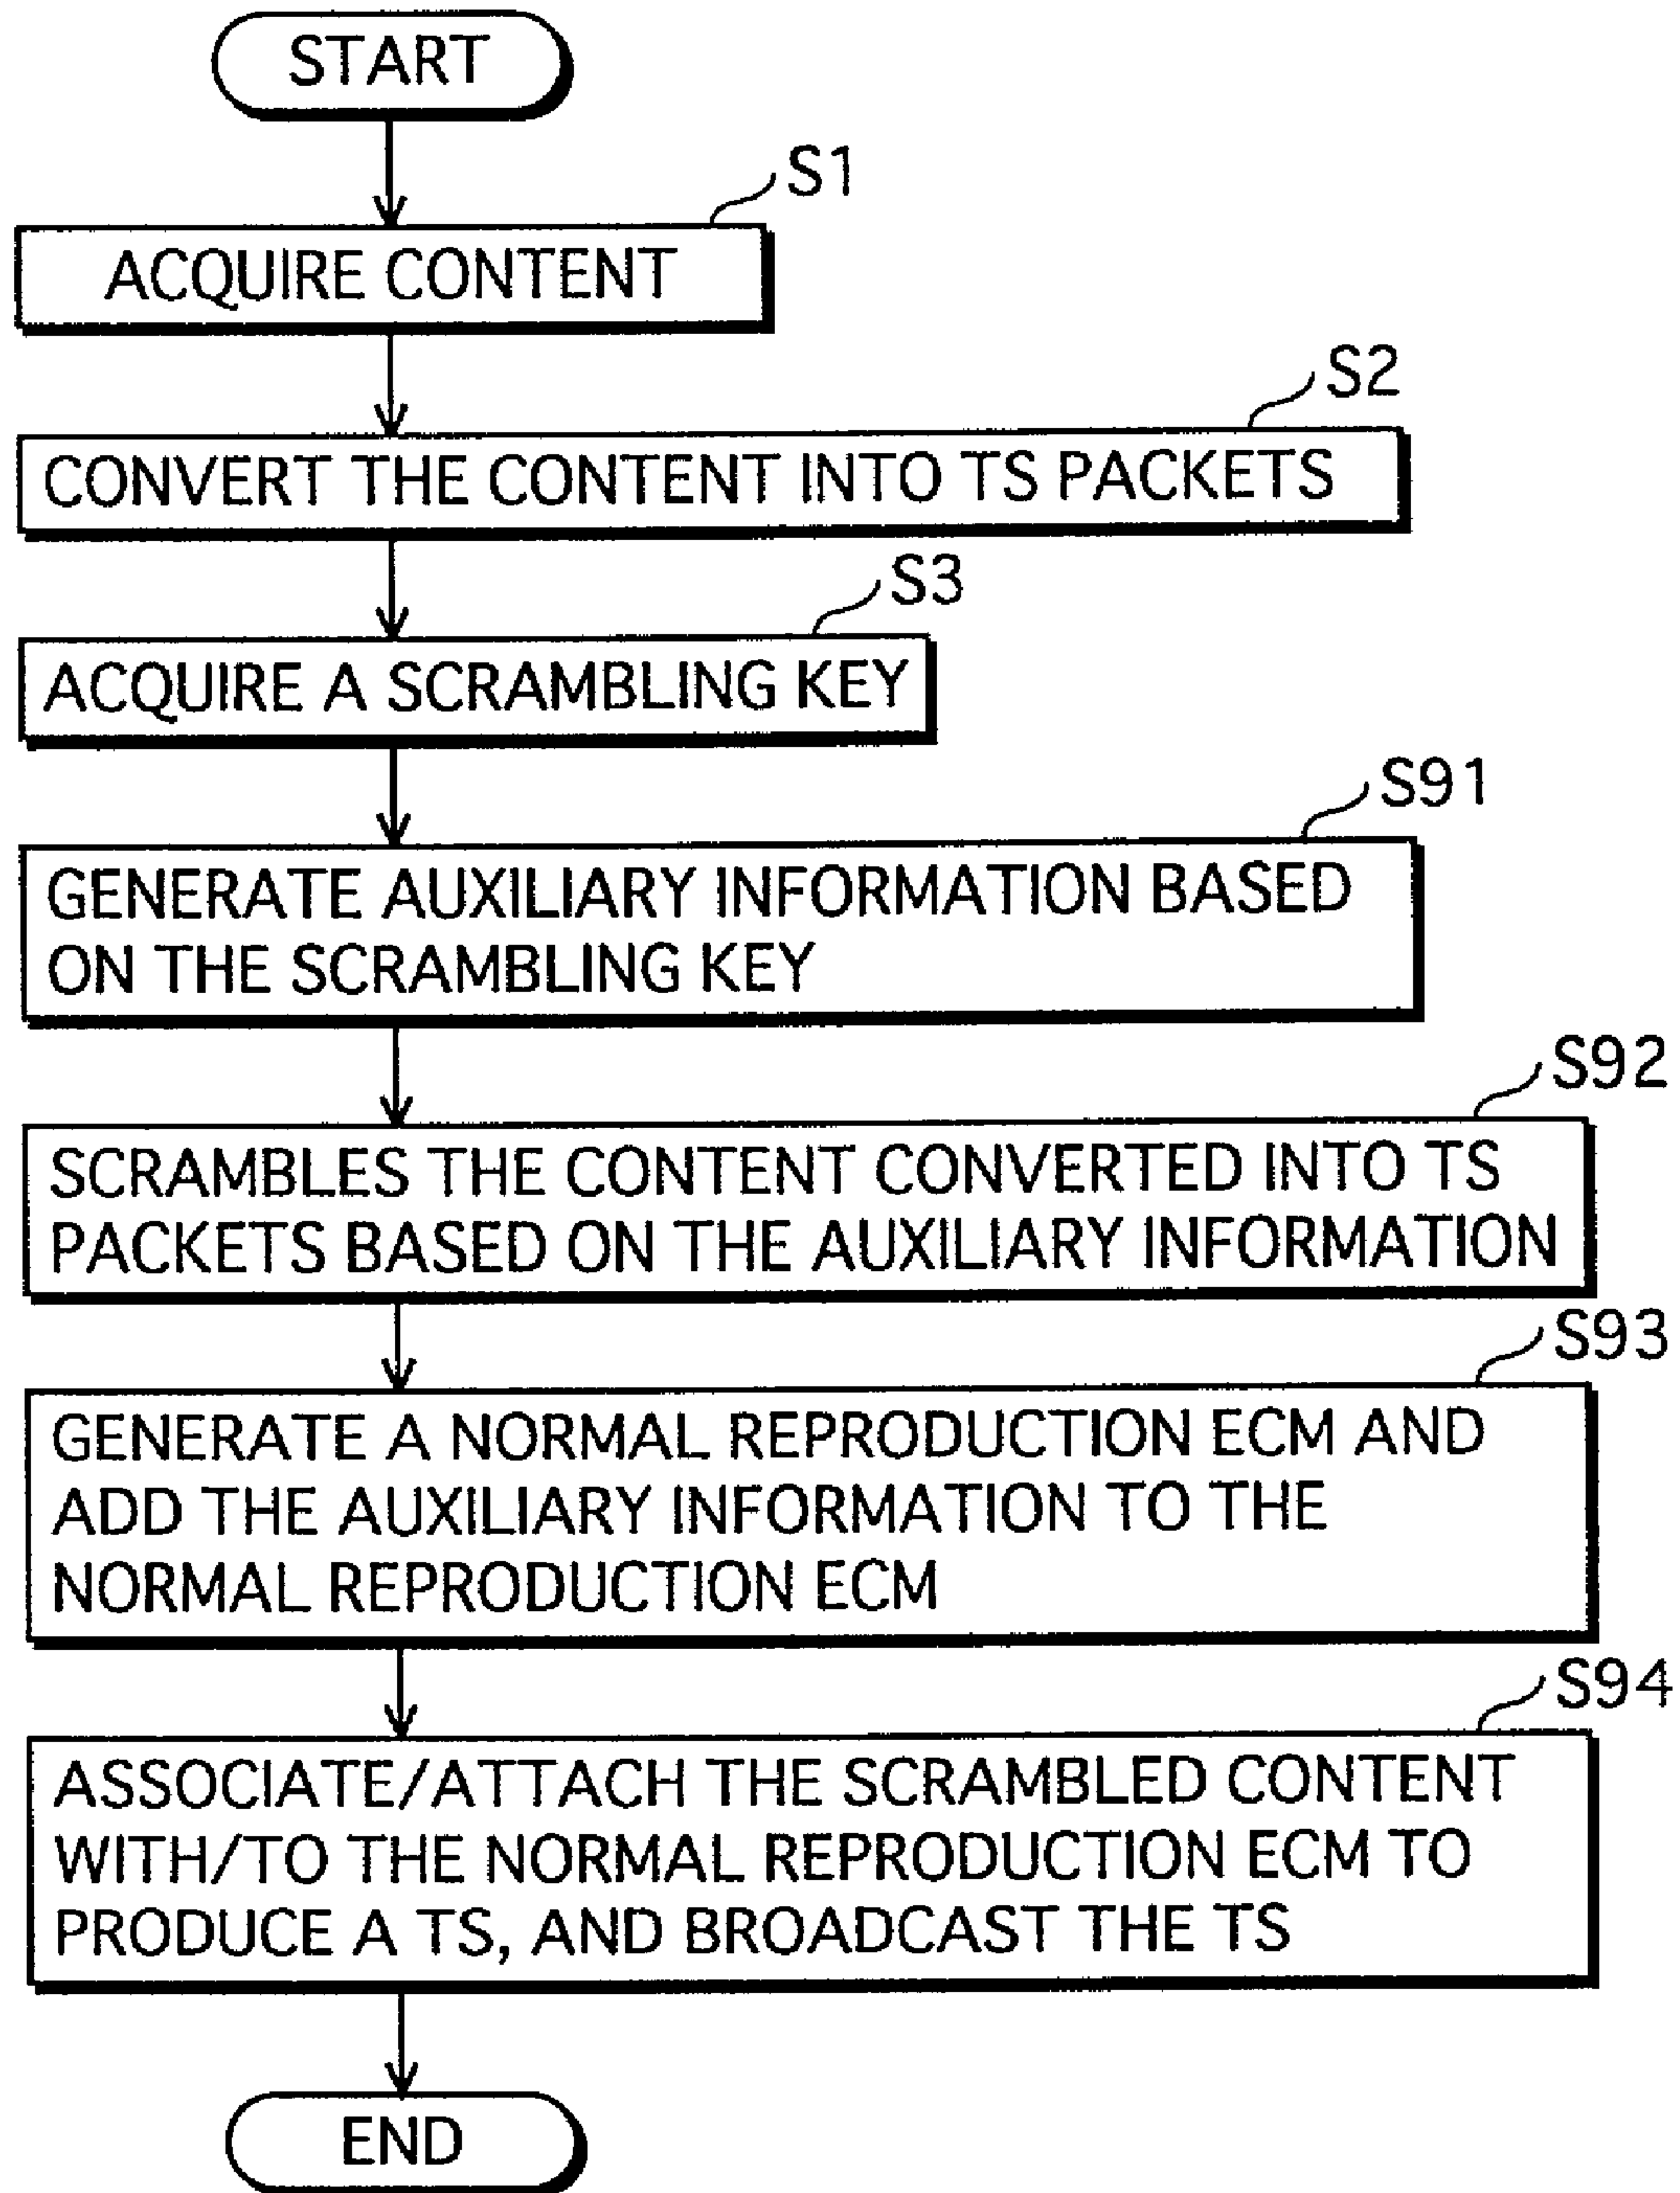 START
S1
ACQUIRE CONTENT
S2
CONVERT THE CONTENT INTO TS PACKETS
S3
ACQUIRE A SCRAMBLING KEY
S91
GENERATE AUXILIARY INFORMATION BASED
ON THE SCRAMBLING KEY
S92
SCRAMBLES THE CONTENT CONVERTED INTO TS
PACKETS BASED ON THE AUXILIARY INFORMATION
S93
GENERATE A NORMAL REPRODUCTION ECM AND
ADD THE AUXILIARY INFORMATION TO THE
NORMAL REPRODUCTION ECM
S94
ASSOCIATE/ATTACH THE SCRAMBLED CONTENT
WITH/TO THE NORMAL REPRODUCTION ECM TO
PRODUCE A TS, AND BROADCAST THE TS
END